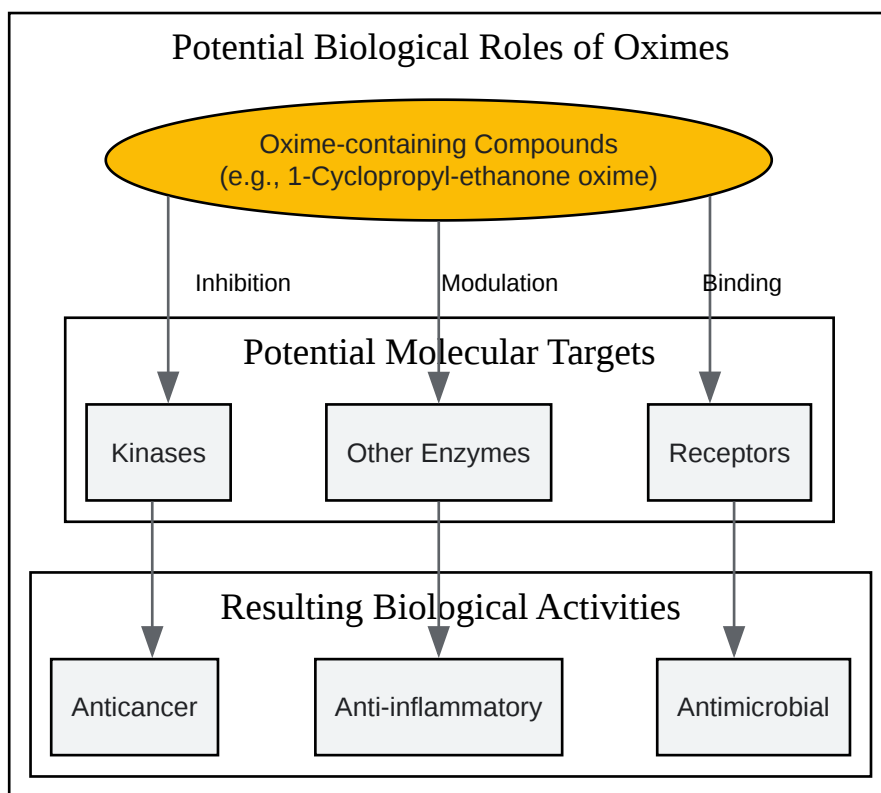 Potential Biological Roles of Oximes
Oxime-containing Compounds
(e.g., 1-Cyclopropyl-ethanone oxime)
Inhibition
Modulation
Binding
Potential Molecular Targets
Kinases
Other Enzymes
Receptors
Resulting Biological Activities
Anticancer
Anti-inflammatory
Antimicrobial